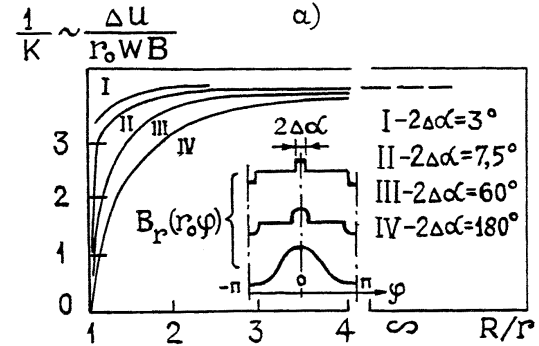 1/K ~ ΔU/r₀WB
а)
I
II
III
IV
3
2
1
0
2Δα
B_r(r₀φ)
-π
0
π
φ
I-2Δα=3°
II-2Δα=7,5°
III-2Δα=60°
IV-2Δα=180°
1
2
3
4
∽
R/r